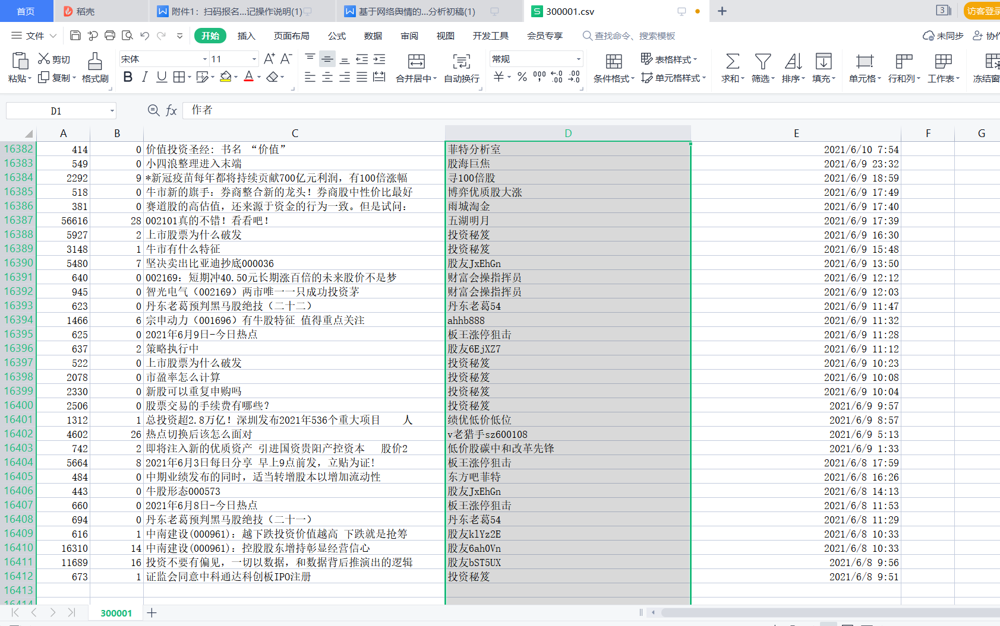 首页 稻壳 附件1：扫码报名...记操作说明(1) 基于网络舆情的...分析初稿(1) 300001.csv 3 访客登录
文件 开始 插入 页面布局 公式 数据 审阅 视图 开发工具 会员专享 查找命令、搜索模板 未同步 协作
粘贴 剪切 复制 格式刷 宋体 11 合并居中 自动换行 常规 条件格式 表格样式 单元格样式 求和 筛选 排序 填充 单元格 行和列 工作表 冻结窗
D1 fx 作者
A B C D E F G
16382 414 0 价值投资圣经: 书名 “价值” 菲特分析室 2021/6/10 7:54
16383 549 0 小四浪整理进入末端 股海巨焦 2021/6/9 23:32
16384 2292 9 *新冠疫苗每年都将持续贡献700亿元利润，有100倍涨幅 寻100倍股 2021/6/9 18:59
16385 518 0 牛市新的旗手：券商整合新的龙头！券商股中性价比最好 博弈优质股大涨 2021/6/9 17:49
16386 381 0 赛道股的高估值，还来源于资金的行为一致。但是试问： 雨城淘金 2021/6/9 17:40
16387 56616 28 002101真的不错！看看吧！ 五湖明月 2021/6/9 17:39
16388 5927 2 上市股票为什么破发 投资秘笈 2021/6/9 16:30
16389 3148 1 牛市有什么特征 投资秘笈 2021/6/9 15:48
16390 5480 7 坚决卖出比亚迪抄底000036 股友JxEhGn 2021/6/9 13:50
16391 640 0 002169：短期冲40.50元长期涨百倍的未来股价不是梦 财富会操指挥员 2021/6/9 12:12
16392 945 0 智光电气（002169）两市唯一一只成功投资茅 财富会操指挥员 2021/6/9 12:03
16393 623 0 丹东老葛预判黑马股绝技（二十二） 丹东老葛54 2021/6/9 11:47
16394 1466 6 宗申动力（001696）有牛股特征 值得重点关注 ahhb888 2021/6/9 11:32
16395 625 0 2021年6月9日-今日热点 板王涨停狙击 2021/6/9 11:28
16396 637 2 策略执行中 股友6EjXZ7 2021/6/9 11:12
16397 522 0 上市股票为什么破发 投资秘笈 2021/6/9 10:23
16398 2078 0 市盈率怎么计算 投资秘笈 2021/6/9 10:08
16399 2330 0 新股可以重复申购吗 投资秘笈 2021/6/9 10:04
16400 2506 0 股票交易的手续费有哪些？ 投资秘笈 2021/6/9 9:57
16401 1312 1 总投资超2.8万亿！深圳发布2021年536个重大项目 人 绩优低价低位 2021/6/9 8:57
16402 4602 26 热点切换后该怎么面对 v老猎手sz600108 2021/6/9 5:13
16403 742 2 即将注入新的优质资产 引进国资贵阳产控资本 股价2 低价股碳中和改革先锋 2021/6/9 1:33
16404 5664 8 2021年6月3日每日分享 早上9点前发，立贴为证！ 板王涨停狙击 2021/6/8 17:59
16405 484 0 中期业绩发布的同时，适当转增股本以增加流动性 东方吧菲特 2021/6/8 16:26
16406 443 0 牛股形态000573 股友JxEhGn 2021/6/8 14:13
16407 660 0 2021年6月8日-今日热点 板王涨停狙击 2021/6/8 11:53
16408 694 0 丹东老葛预判黑马股绝技（二十一） 丹东老葛54 2021/6/8 11:29
16409 616 1 中南建设(000961)：越下跌投资价值越高 下跌就是抢筹 股友klYz2E 2021/6/8 10:33
16410 16310 14 中南建设(000961)：控股股东增持彰显经营信心 股友6ah0Vn 2021/6/8 10:33
16411 11689 16 投资不要有偏见，一切以数据，和数据背后推演出的逻辑 股友bST5UX 2021/6/8 9:56
16412 673 1 证监会同意中科通达科创板IPO注册 投资秘笈 2021/6/8 9:51
16413
16414
300001